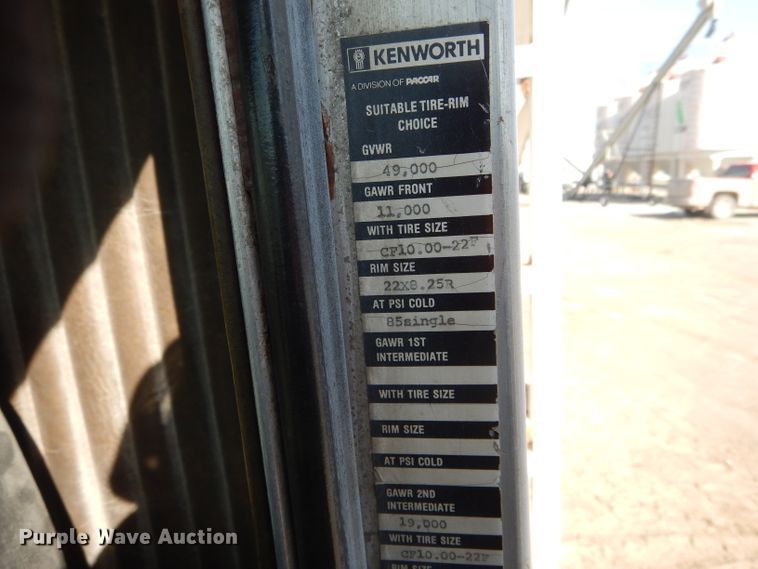 KENWORTH
A DIVISION OF PACCAR
SUITABLE TIRE-RIM
CHOICE
GVWR
49,000
GAWR FRONT
11,000
WITH TIRE SIZE
CF10.00-22F
RIM SIZE
22X8.25R
AT PSI COLD
85single
GAWR 1ST
INTERMEDIATE
WITH TIRE SIZE
RIM SIZE
AT PSI COLD
GAWR 2ND
INTERMEDIATE
19,000
WITH TIRE SIZE
CF10.00-22F
RIM SIZE
Purple Wave Auction